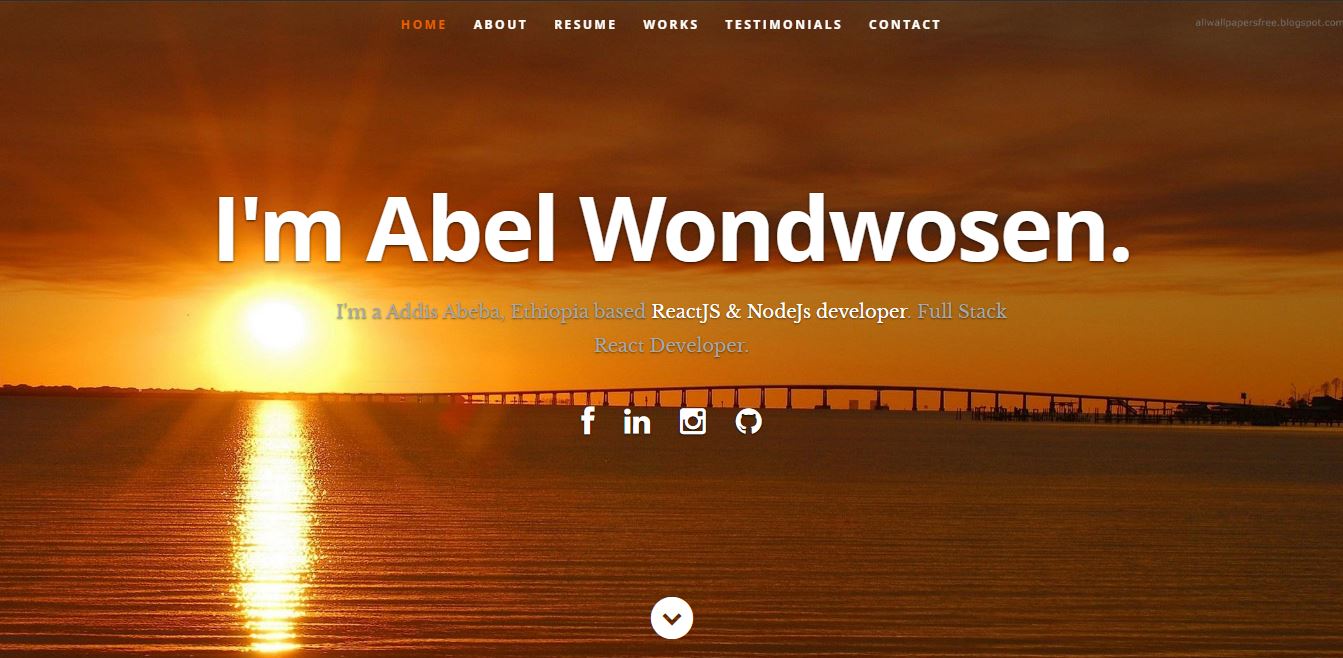 HOME ABOUT RESUME WORKS TESTIMONIALS CONTACT
allwallpapersfree.blogspot.com
I'm Abel Wondwosen.
I'm a Addis Abeba, Ethiopia based ReactJS & NodeJs developer. Full Stack
React Developer.